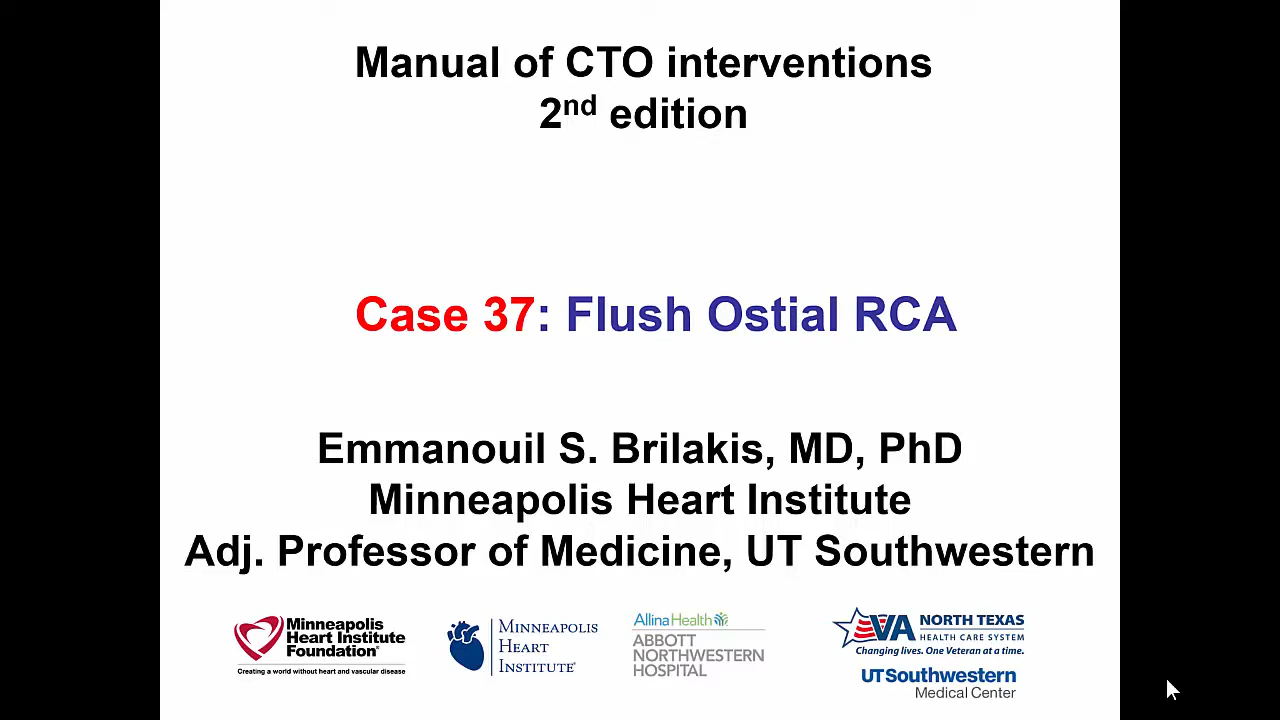 Manual of CTO interventions
2nd edition
Case 37: Flush Ostial RCA
Emmanouil S. Brilakis, MD, PhD
Minneapolis Heart Institute
Adj. Professor of Medicine, UT Southwestern
Minneapolis
Heart Institute
Foundation®
Creating a world without heart and vascular disease
MINNEAPOLIS
HEART
INSTITUTE®
Allina Health
ABBOTT
NORTHWESTERN
HOSPITAL
VA NORTH TEXAS
HEALTH CARE SYSTEM
Changing lives. One Veteran at a time.
UTSouthwestern
Medical Center